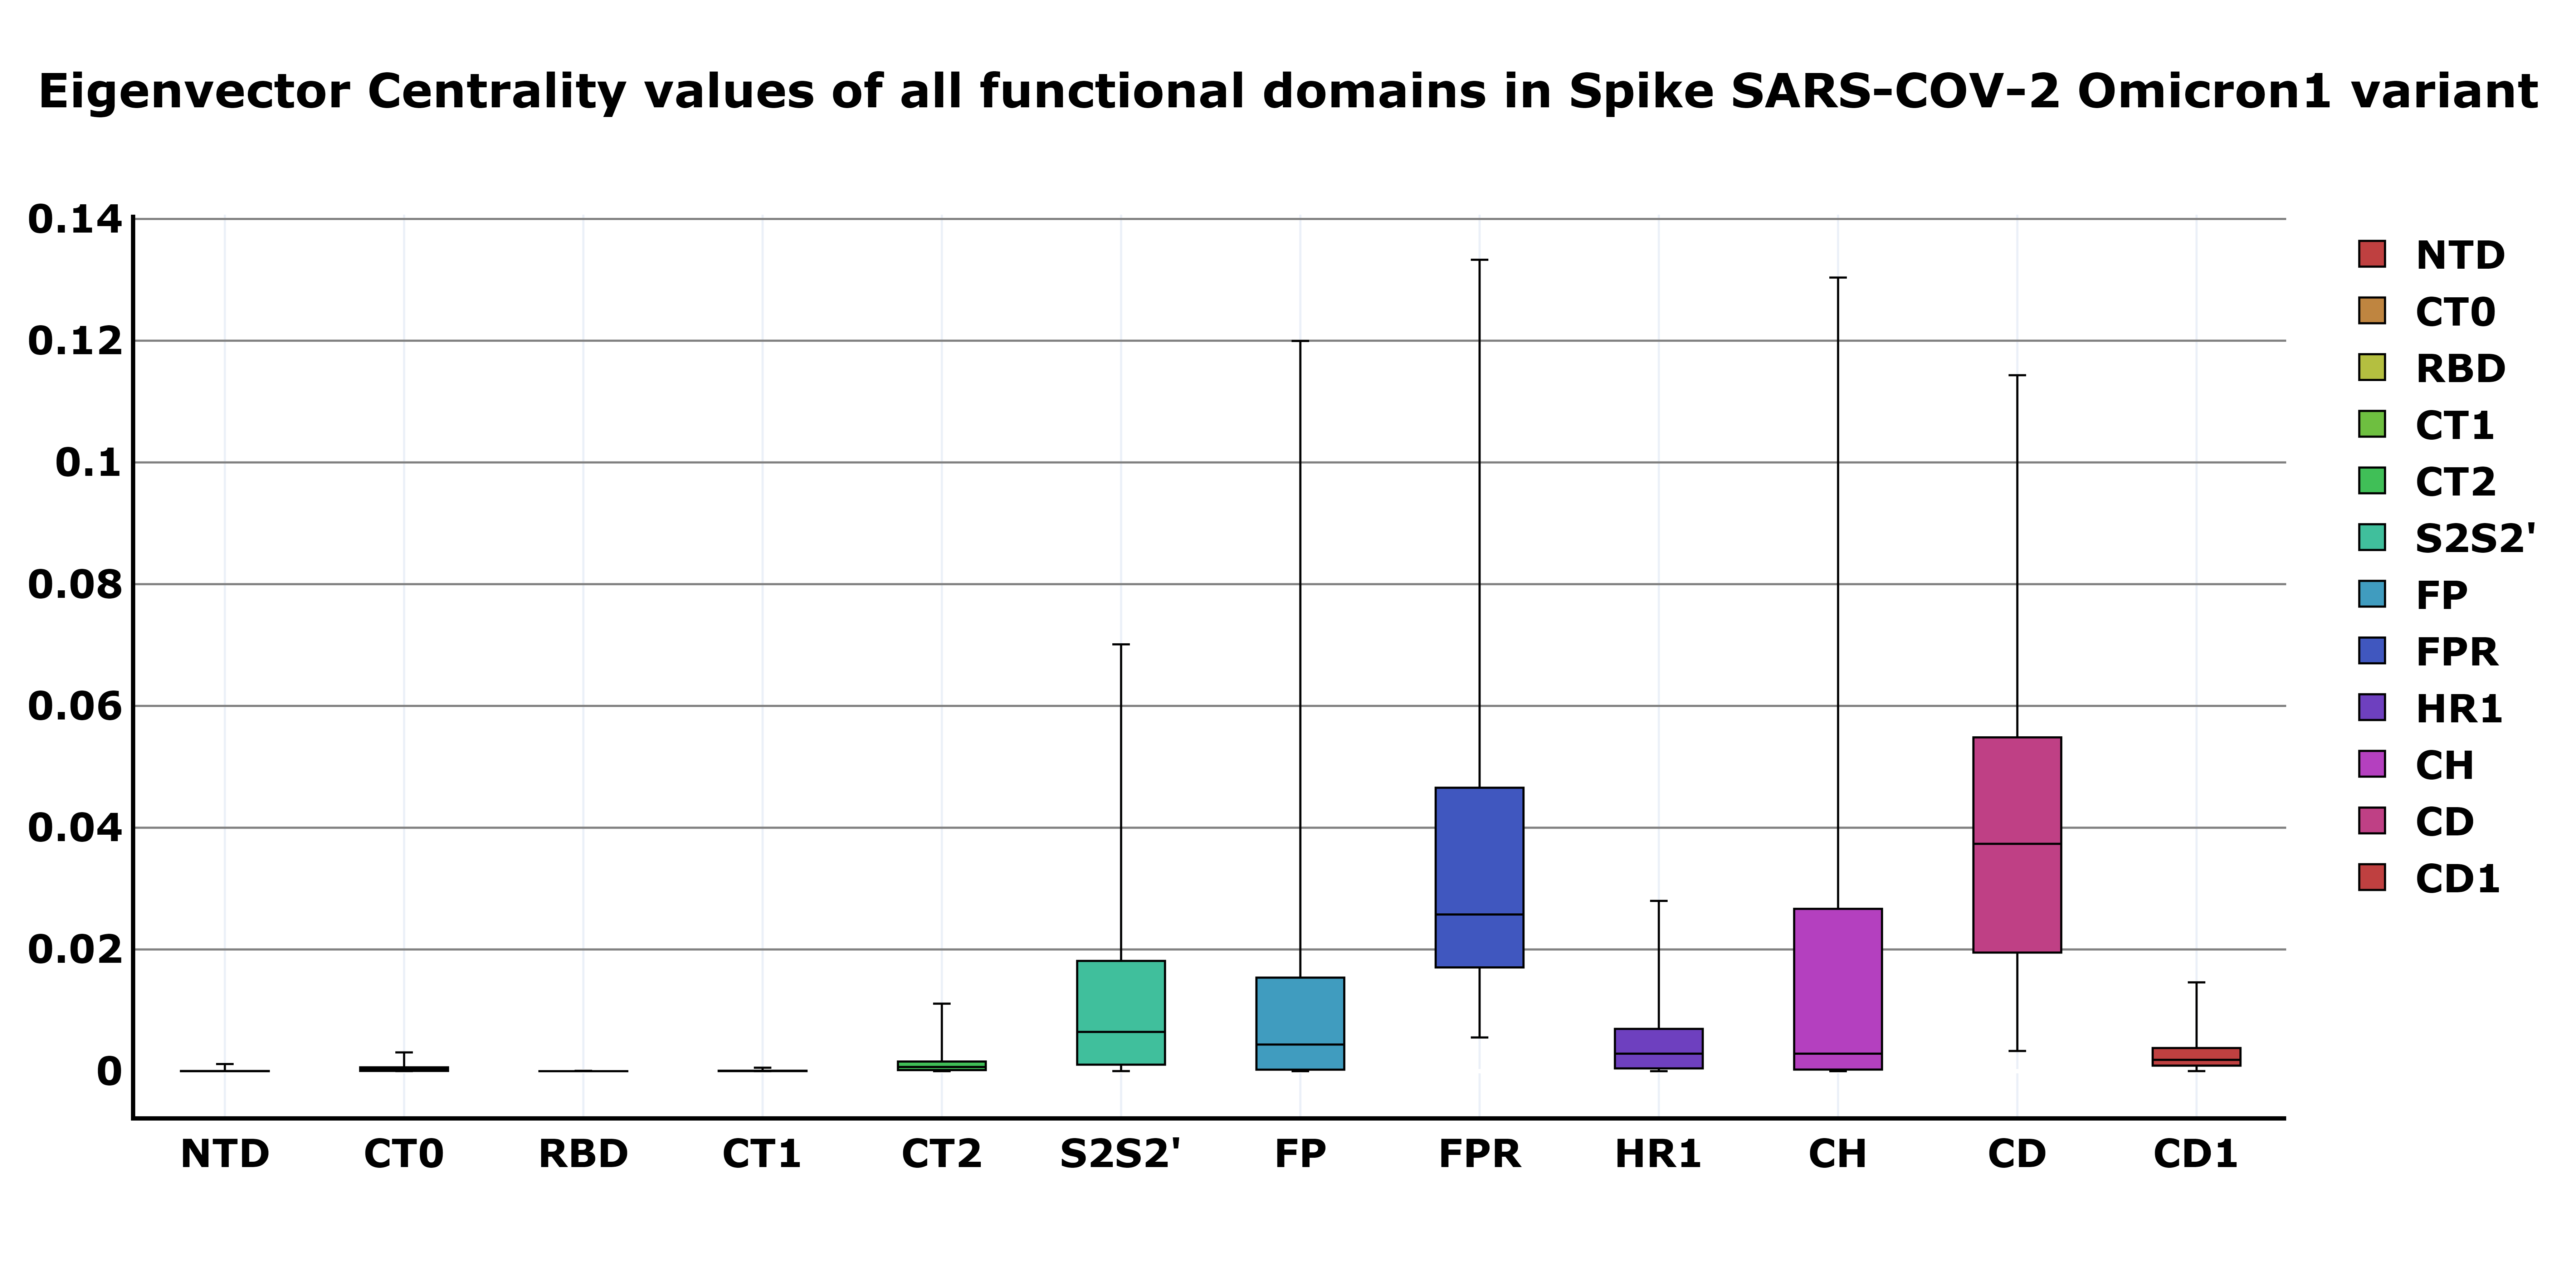 Eigenvector Centrality values of all functional domains in Spike SARS-COV-2 Omicron1 variant
0.14
0.12
0.1
0.08
0.06
0.04
0.02
0
NTD CT0 RBD CT1 CT2 S2S2' FP FPR HR1 CH CD CD1
NTD
CT0
RBD
CT1
CT2
S2S2'
FP
FPR
HR1
CH
CD
CD1